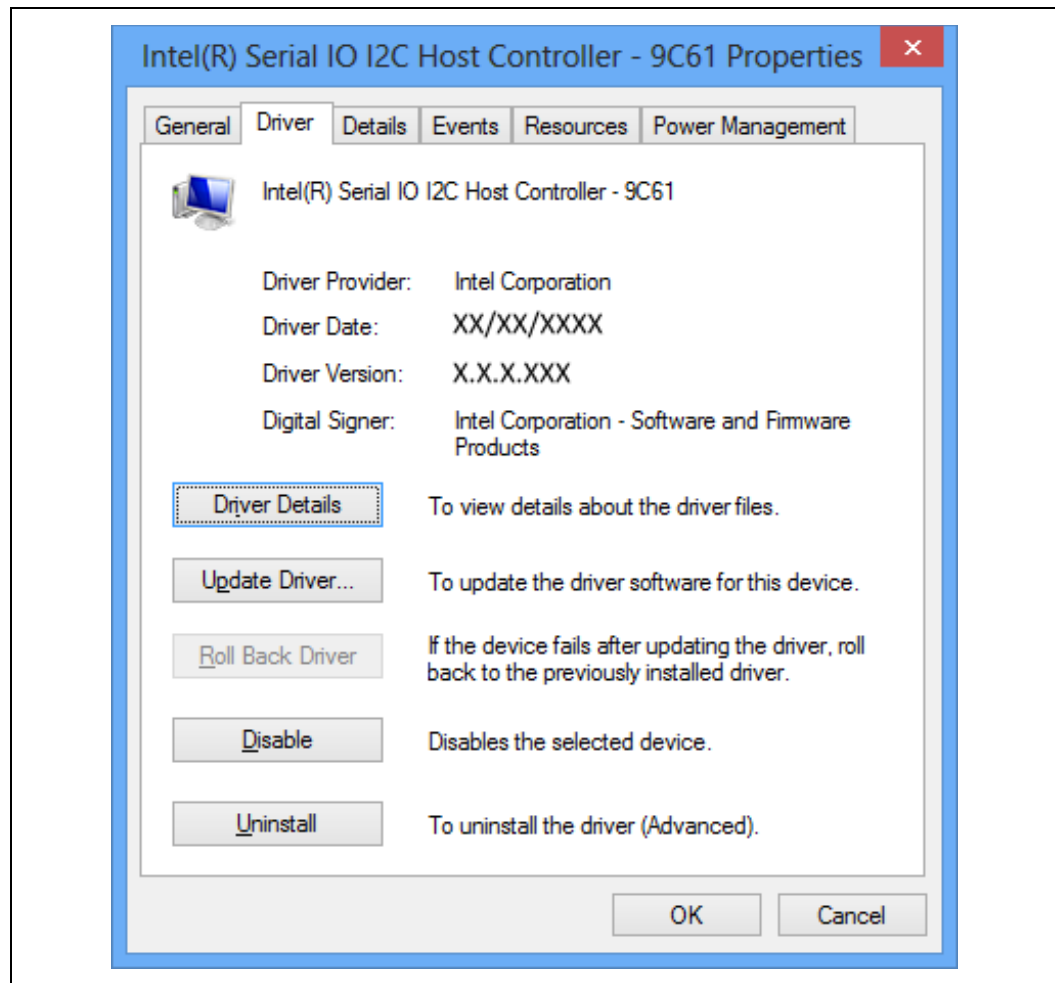 Intel(R) Serial IO I2C Host Controller - 9C61 Properties
General Driver Details Events Resources Power Management
Intel(R) Serial IO I2C Host Controller - 9C61
Driver Provider: Intel Corporation
Driver Date: XX/XX/XXXX
Driver Version: X.X.X.XXX
Digital Signer: Intel Corporation - Software and Firmware
Products
Driver Details To view details about the driver files.
Update Driver... To update the driver software for this device.
Roll Back Driver If the device fails after updating the driver, roll
back to the previously installed driver.
Disable Disables the selected device.
Uninstall To uninstall the driver (Advanced).
OK Cancel